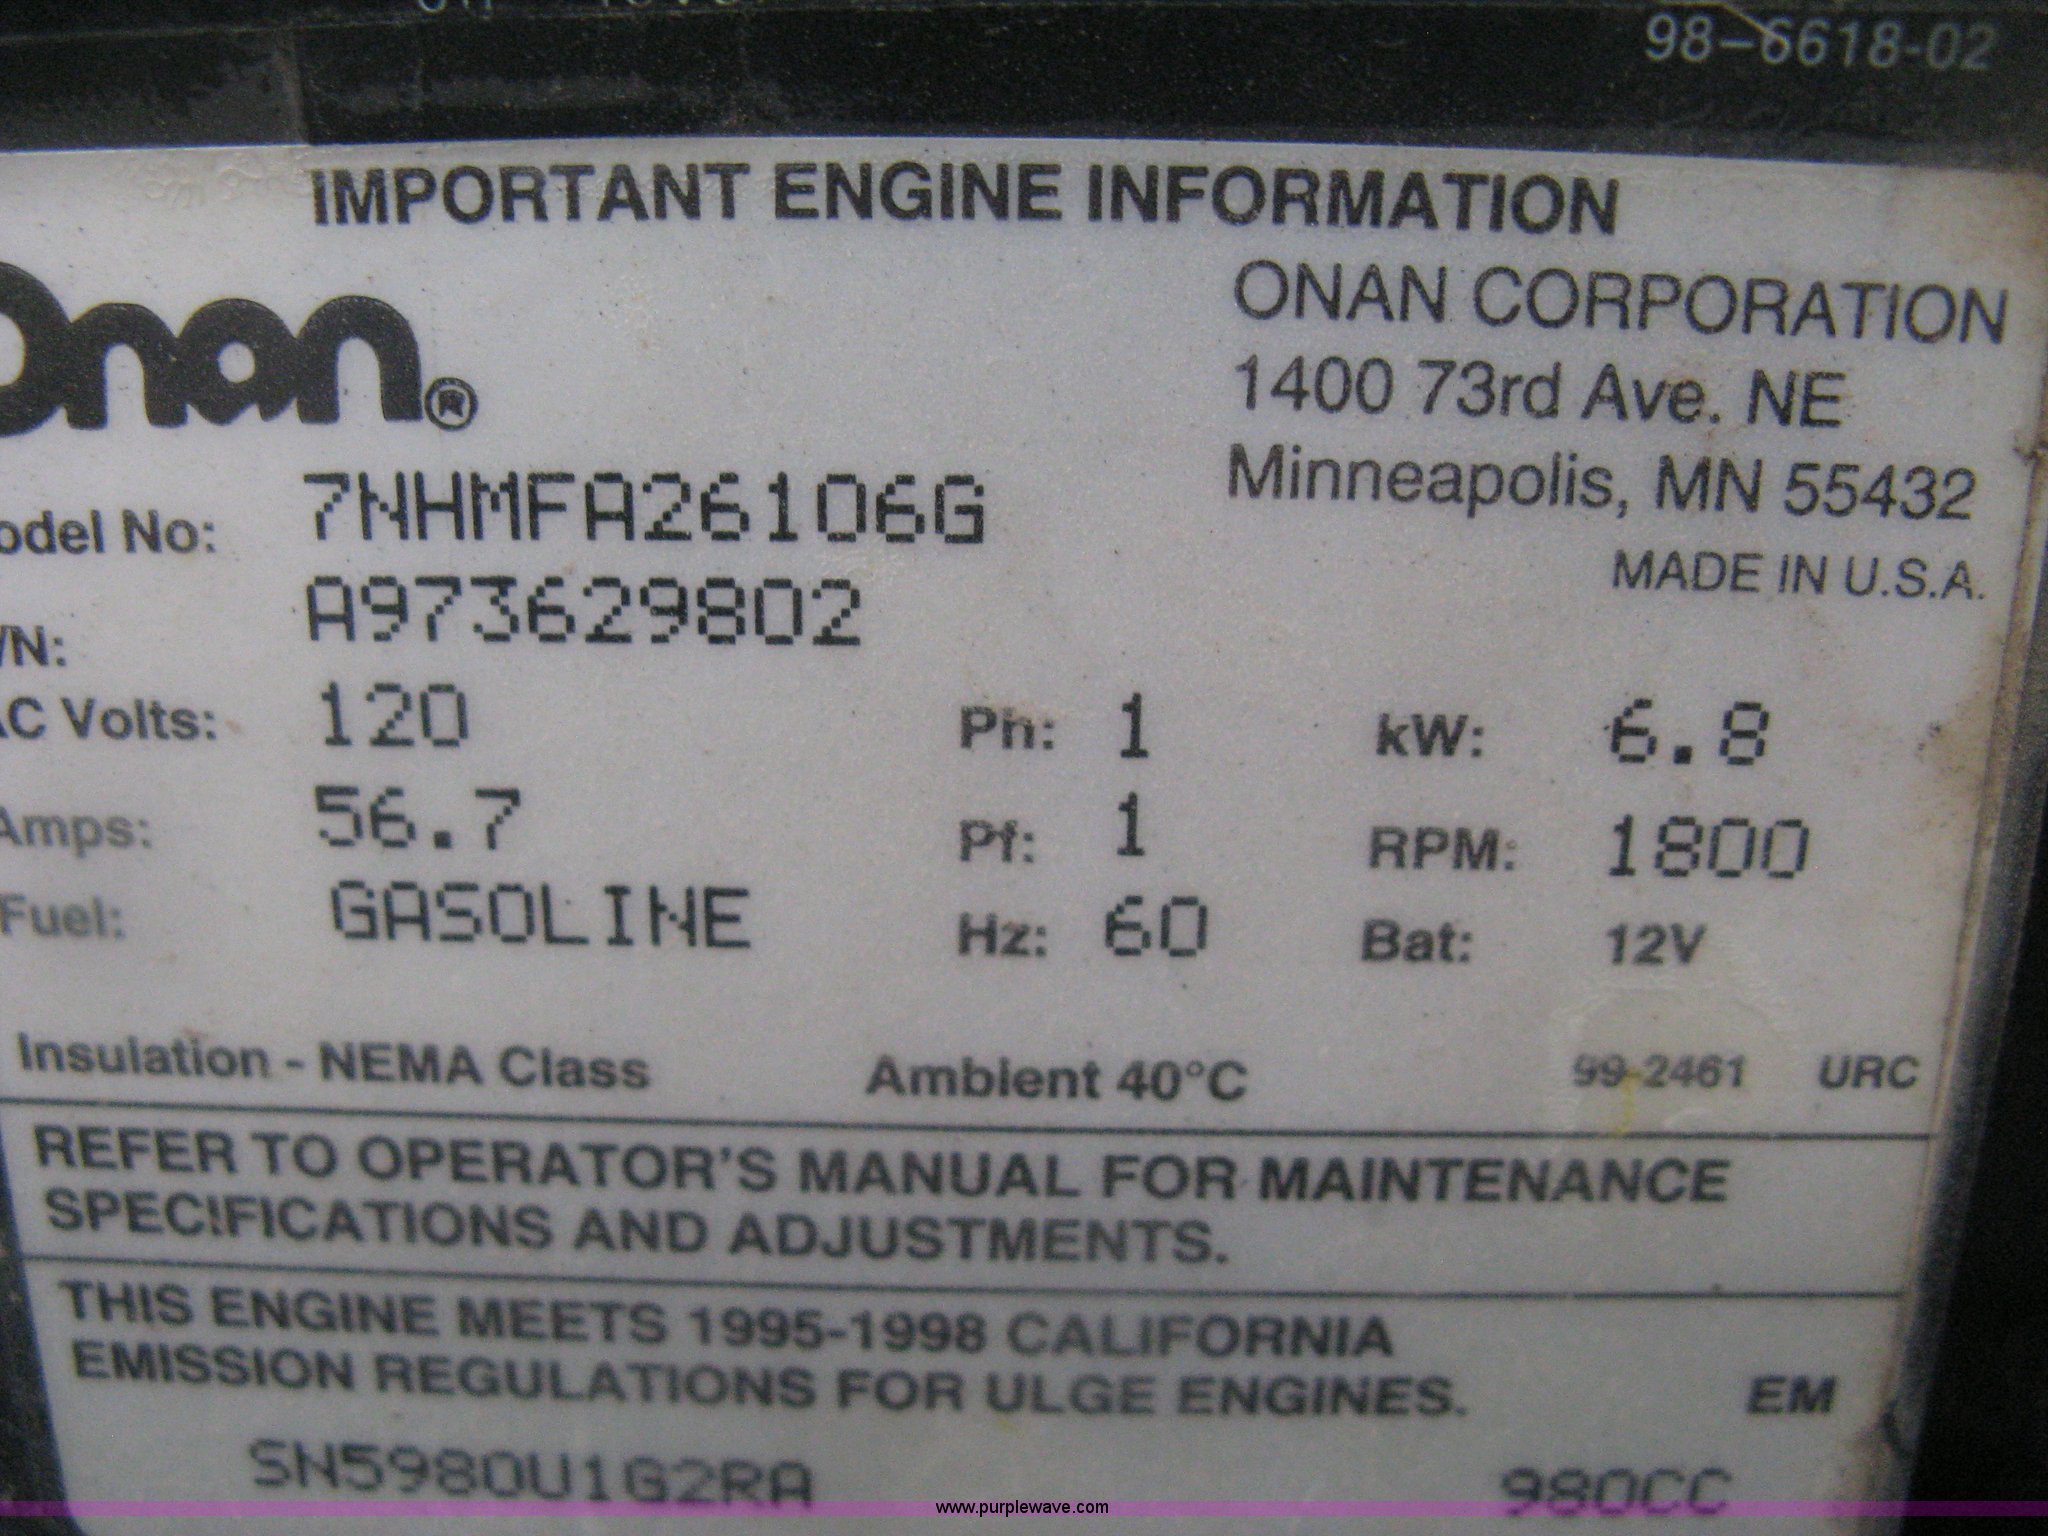 98-6618-02
IMPORTANT ENGINE INFORMATION
Onan®
ONAN CORPORATION
1400 73rd Ave. NE
Minneapolis, MN 55432
MADE IN U.S.A.
odel No: 7NHMFA26106G
/N: A973629802
AC Volts: 120 Ph: 1 kW: 6.8
Amps: 56.7 Pf: 1 RPM: 1800
Fuel: GASOLINE Hz: 60 Bat: 12V
Insulation - NEMA Class Ambient 40°C 99-2461 URC
REFER TO OPERATOR'S MANUAL FOR MAINTENANCE
SPECIFICATIONS AND ADJUSTMENTS.
THIS ENGINE MEETS 1995-1998 CALIFORNIA
EMISSION REGULATIONS FOR ULGE ENGINES. EM
SN5980U1G2RA 980CC
www.purplewave.com